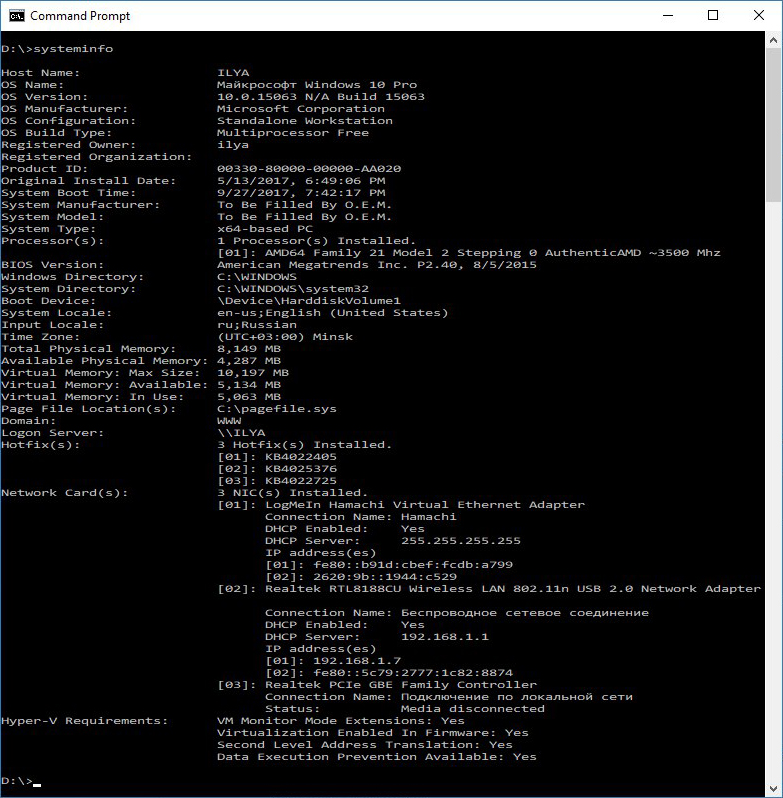 Command Prompt
D:\>systeminfo
Host Name: ILYA
OS Name: Майкрософт Windows 10 Pro
OS Version: 10.0.15063 N/A Build 15063
OS Manufacturer: Microsoft Corporation
OS Configuration: Standalone Workstation
OS Build Type: Multiprocessor Free
Registered Owner: ilya
Registered Organization:
Product ID: 00330-80000-00000-AA020
Original Install Date: 5/13/2017, 6:49:06 PM
System Boot Time: 9/27/2017, 7:42:17 PM
System Manufacturer: To Be Filled By O.E.M.
System Model: To Be Filled By O.E.M.
System Type: x64-based PC
Processor(s): 1 Processor(s) Installed.
[01]: AMD64 Family 21 Model 2 Stepping 0 AuthenticAMD ~3500 Mhz
BIOS Version: American Megatrends Inc. P2.40, 8/5/2015
Windows Directory: C:\WINDOWS
System Directory: C:\WINDOWS\system32
Boot Device: \Device\HarddiskVolume1
System Locale: en-us;English (United States)
Input Locale: ru;Russian
Time Zone: (UTC+03:00) Minsk
Total Physical Memory: 8,149 MB
Available Physical Memory: 4,287 MB
Virtual Memory: Max Size: 10,197 MB
Virtual Memory: Available: 5,134 MB
Virtual Memory: In Use: 5,063 MB
Page File Location(s): C:\pagefile.sys
Domain: WWW
Logon Server: \\ILYA
Hotfix(s): 3 Hotfix(s) Installed.
[01]: KB4022405
[02]: KB4025376
[03]: KB4022725
Network Card(s): 3 NIC(s) Installed.
[01]: LogMeIn Hamachi Virtual Ethernet Adapter
Connection Name: Hamachi
DHCP Enabled: Yes
DHCP Server: 255.255.255.255
IP address(es)
[01]: fe80::b91d:cbef:fcdb:a799
[02]: 2620:9b::1944:c529
[02]: Realtek RTL8188CU Wireless LAN 802.11n USB 2.0 Network Adapter
Connection Name: Беспроводное сетевое соединение
DHCP Enabled: Yes
DHCP Server: 192.168.1.1
IP address(es)
[01]: 192.168.1.7
[02]: fe80::5c79:2777:1c82:8874
[03]: Realtek PCIe GBE Family Controller
Connection Name: Подключение по локальной сети
Status: Media disconnected
Hyper-V Requirements: VM Monitor Mode Extensions: Yes
Virtualization Enabled In Firmware: Yes
Second Level Address Translation: Yes
Data Execution Prevention Available: Yes
D:\>